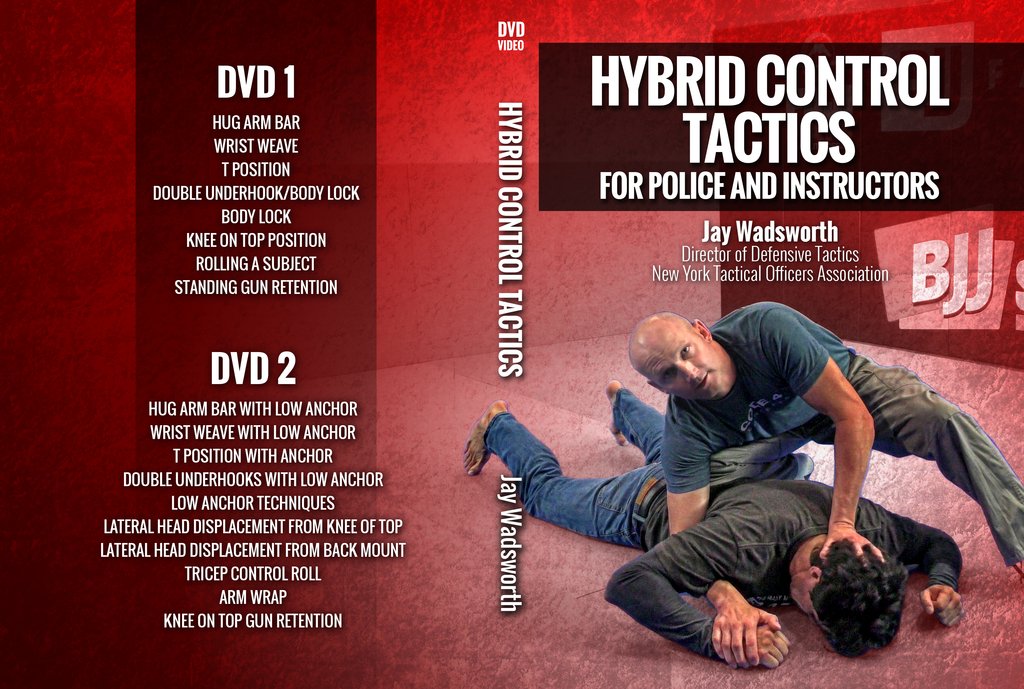 DVD 1
HUG ARM BAR
WRIST WEAVE
T POSITION
DOUBLE UNDERHOOK/BODY LOCK
BODY LOCK
KNEE ON TOP POSITION
ROLLING A SUBJECT
STANDING GUN RETENTION
DVD 2
HUG ARM BAR WITH LOW ANCHOR
WRIST WEAVE WITH LOW ANCHOR
T POSITION WITH ANCHOR
DOUBLE UNDERHOOKS WITH LOW ANCHOR
LOW ANCHOR TECHNIQUES
LATERAL HEAD DISPLACEMENT FROM KNEE OF TOP
LATERAL HEAD DISPLACEMENT FROM BACK MOUNT
TRICEP CONTROL ROLL
ARM WRAP
KNEE ON TOP GUN RETENTION
DVD
VIDEO
HYBRID CONTROL TACTICS
Jay Wadsworth
HYBRID CONTROL
TACTICS
FOR POLICE AND INSTRUCTORS
Jay Wadsworth
Director of Defensive Tactics
New York Tactical Officers Association
BJJ